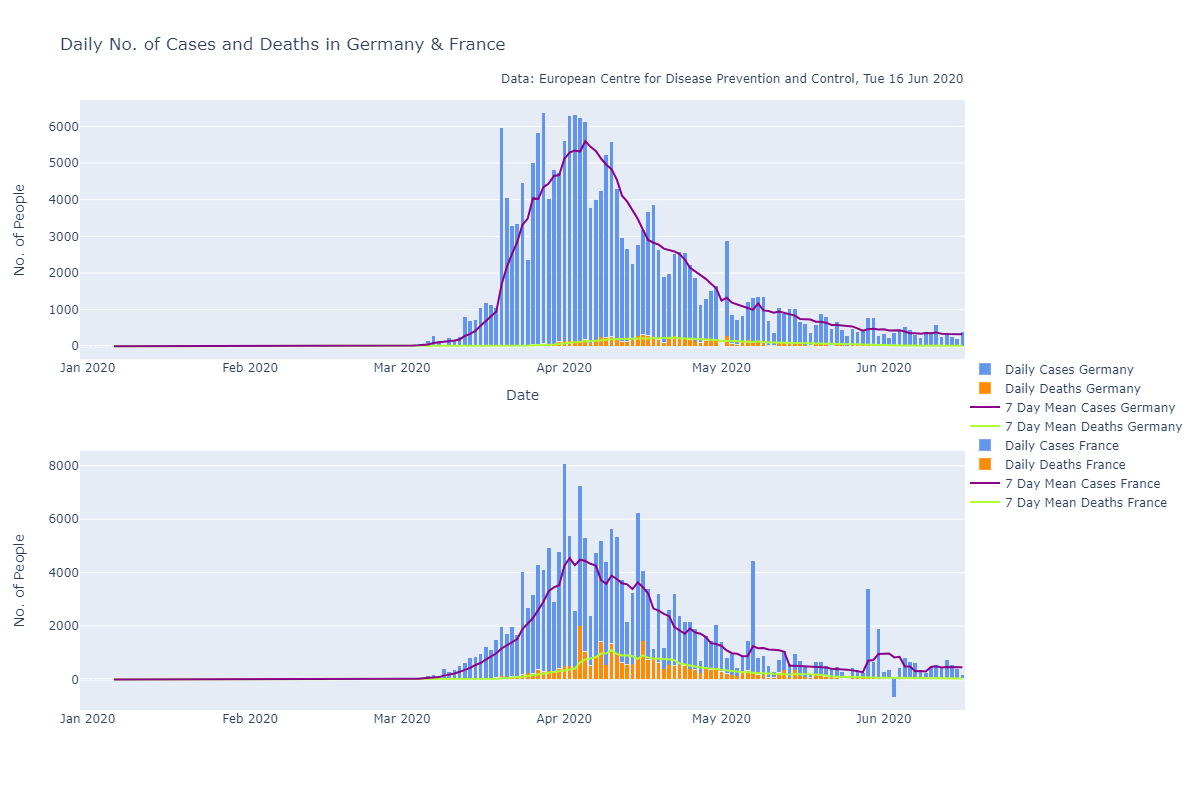 Daily No. of Cases and Deaths in Germany & France
Data: European Centre for Disease Prevention and Control, Tue 16 Jun 2020
No. of People
6000
5000
4000
3000
2000
1000
0
Jan 2020 Feb 2020 Mar 2020 Apr 2020 May 2020 Jun 2020
Date
Daily Cases Germany
Daily Deaths Germany
7 Day Mean Cases Germany
7 Day Mean Deaths Germany
Daily Cases France
Daily Deaths France
7 Day Mean Cases France
7 Day Mean Deaths France
No. of People
8000
6000
4000
2000
0
Jan 2020 Feb 2020 Mar 2020 Apr 2020 May 2020 Jun 2020